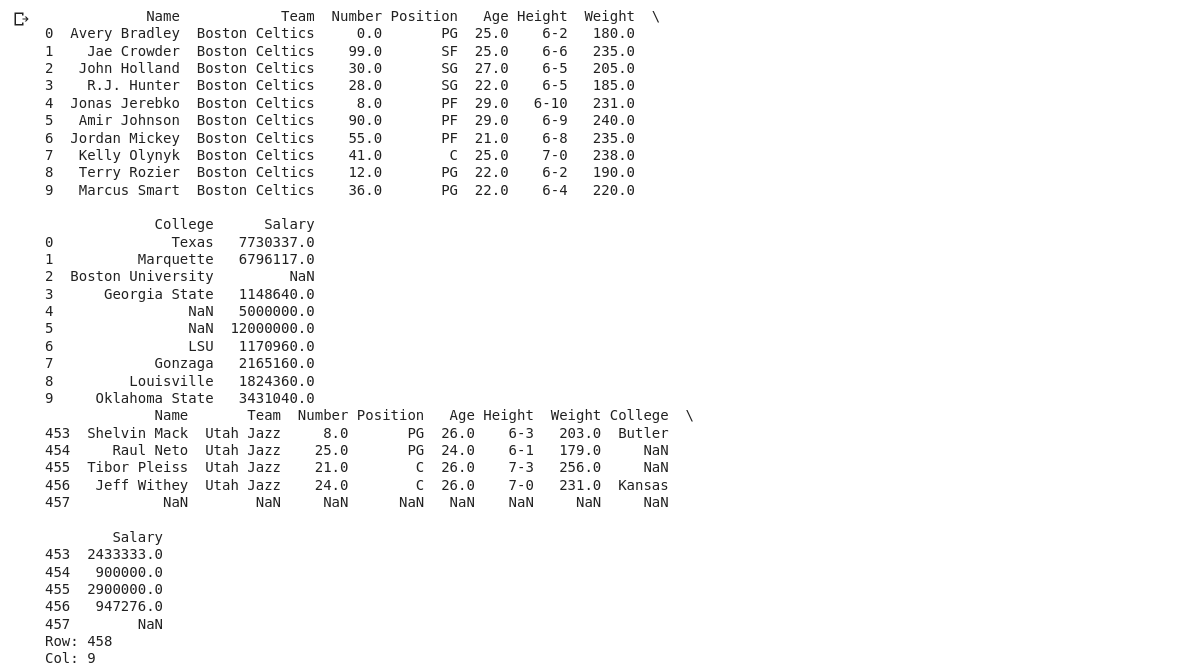 Name            Team  Number Position   Age Height  Weight  \
0  Avery Bradley  Boston Celtics     0.0       PG  25.0    6-2   180.0
1    Jae Crowder  Boston Celtics    99.0       SF  25.0    6-6   235.0
2   John Holland  Boston Celtics    30.0       SG  27.0    6-5   205.0
3    R.J. Hunter  Boston Celtics    28.0       SG  22.0    6-5   185.0
4  Jonas Jerebko  Boston Celtics     8.0       PF  29.0   6-10   231.0
5   Amir Johnson  Boston Celtics    90.0       PF  29.0    6-9   240.0
6  Jordan Mickey  Boston Celtics    55.0       PF  21.0    6-8   235.0
7   Kelly Olynyk  Boston Celtics    41.0        C  25.0    7-0   238.0
8   Terry Rozier  Boston Celtics    12.0       PG  22.0    6-2   190.0
9   Marcus Smart  Boston Celtics    36.0       PG  22.0    6-4   220.0

             College      Salary
0              Texas   7730337.0
1          Marquette   6796117.0
2  Boston University         NaN
3      Georgia State   1148640.0
4                NaN   5000000.0
5                NaN  12000000.0
6                LSU   1170960.0
7            Gonzaga   2165160.0
8         Louisville   1824360.0
9     Oklahoma State   3431040.0
             Name       Team  Number Position   Age Height  Weight College  \
453  Shelvin Mack  Utah Jazz     8.0       PG  26.0    6-3   203.0  Butler
454     Raul Neto  Utah Jazz    25.0       PG  24.0    6-1   179.0     NaN
455  Tibor Pleiss  Utah Jazz    21.0        C  26.0    7-3   256.0     NaN
456   Jeff Withey  Utah Jazz    24.0        C  26.0    7-0   231.0  Kansas
457           NaN        NaN     NaN      NaN   NaN    NaN     NaN     NaN

        Salary
453  2433333.0
454   900000.0
455  2900000.0
456   947276.0
457        NaN
Row: 458
Col: 9